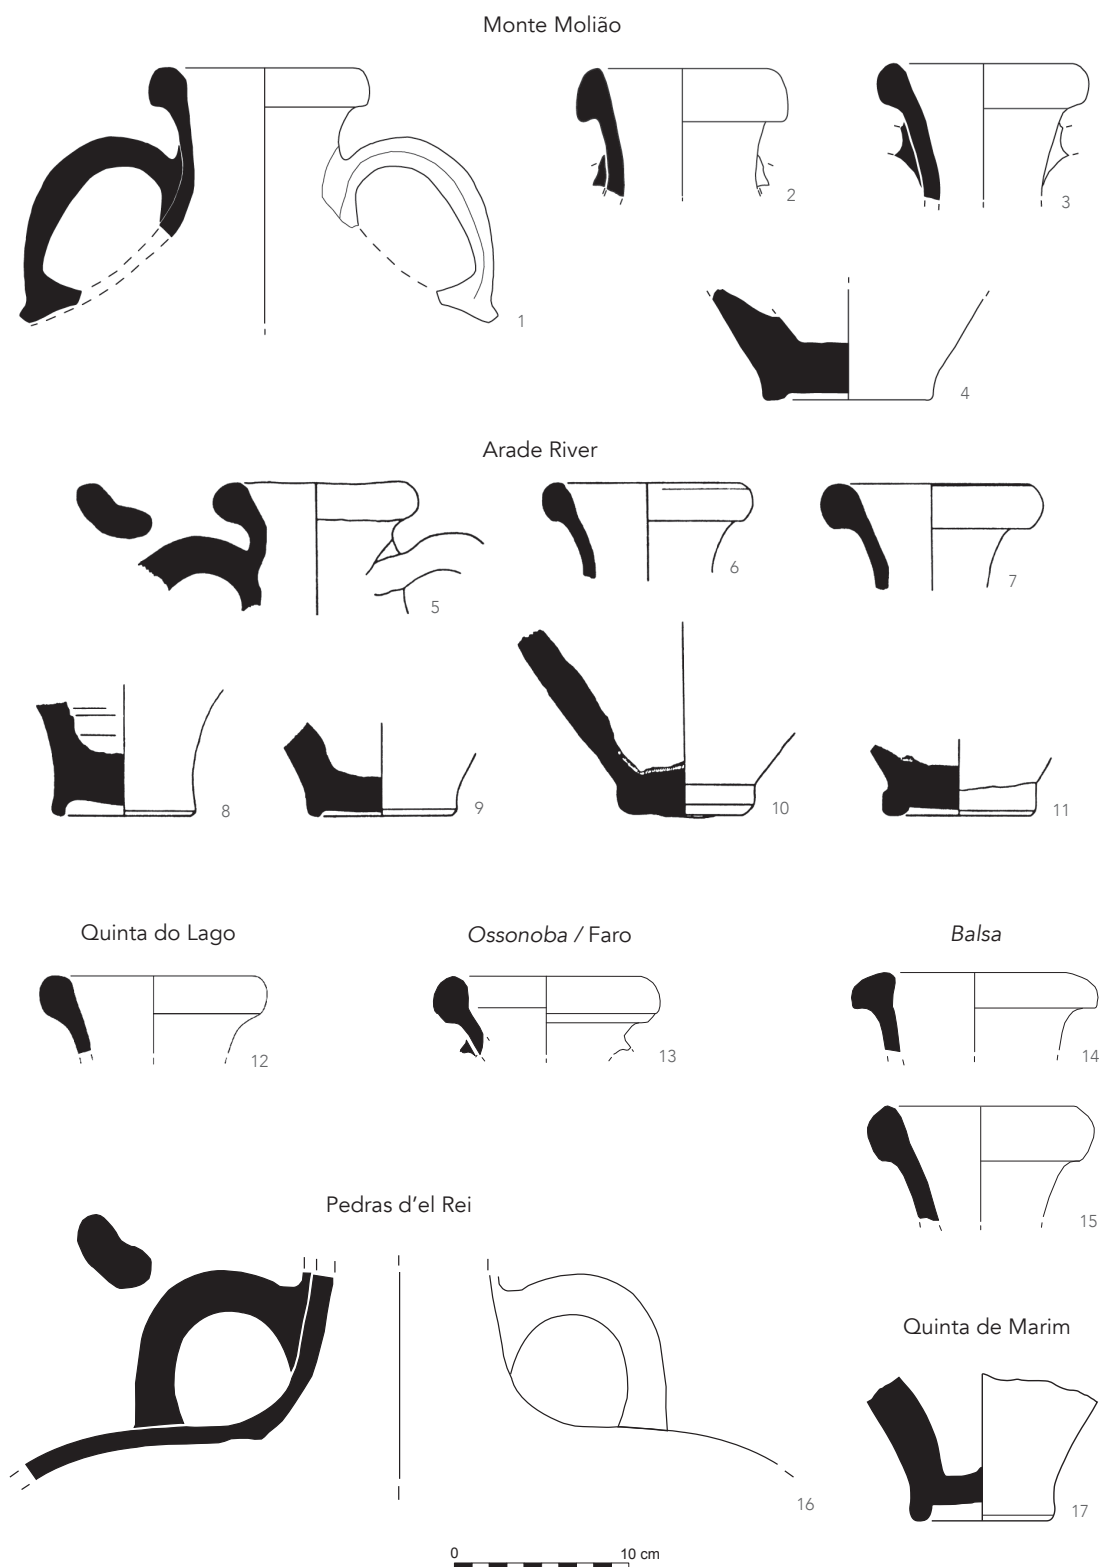 Monte Molião
1
2
3
4
Arade River
5
6
7
8
9
10
11
Quinta do Lago
Ossonoba / Faro
Balsa
12
13
14
15
Pedras d'el Rei
16
Quinta de Marim
17
0 10 cm